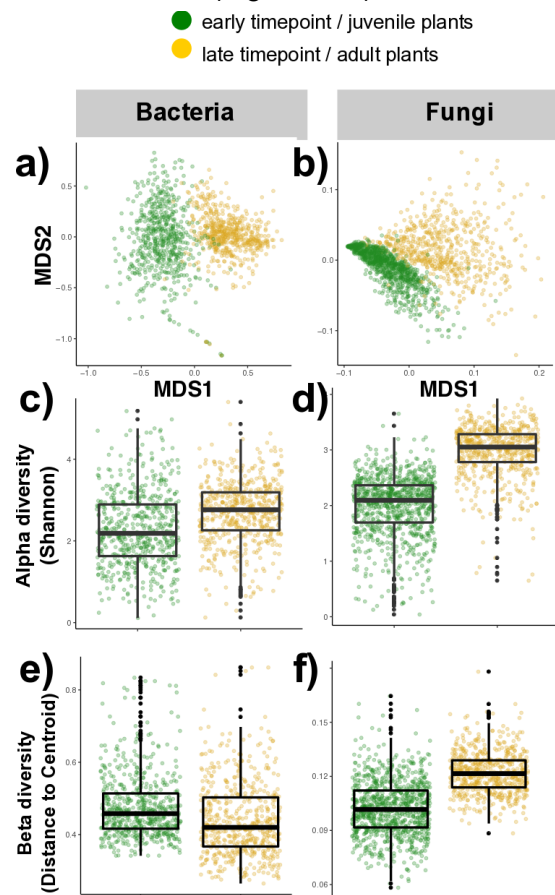 early timepoint / juvenile plants
late timepoint / adult plants
Bacteria
Fungi
a)
b)
MDS2
0.5
0.0
−0.5
−1.0
0.1
0.0
−0.1
−1.0
−0.5
0.0
0.5
−0.1
0.0
0.1
0.2
MDS1
MDS1
c)
d)
Alpha diversity
(Shannon)
4
2
0
3
2
1
0
e)
f)
Beta diversity
(Distance to Centroid)
0.8
0.6
0.4
0.15
0.12
0.09
0.06